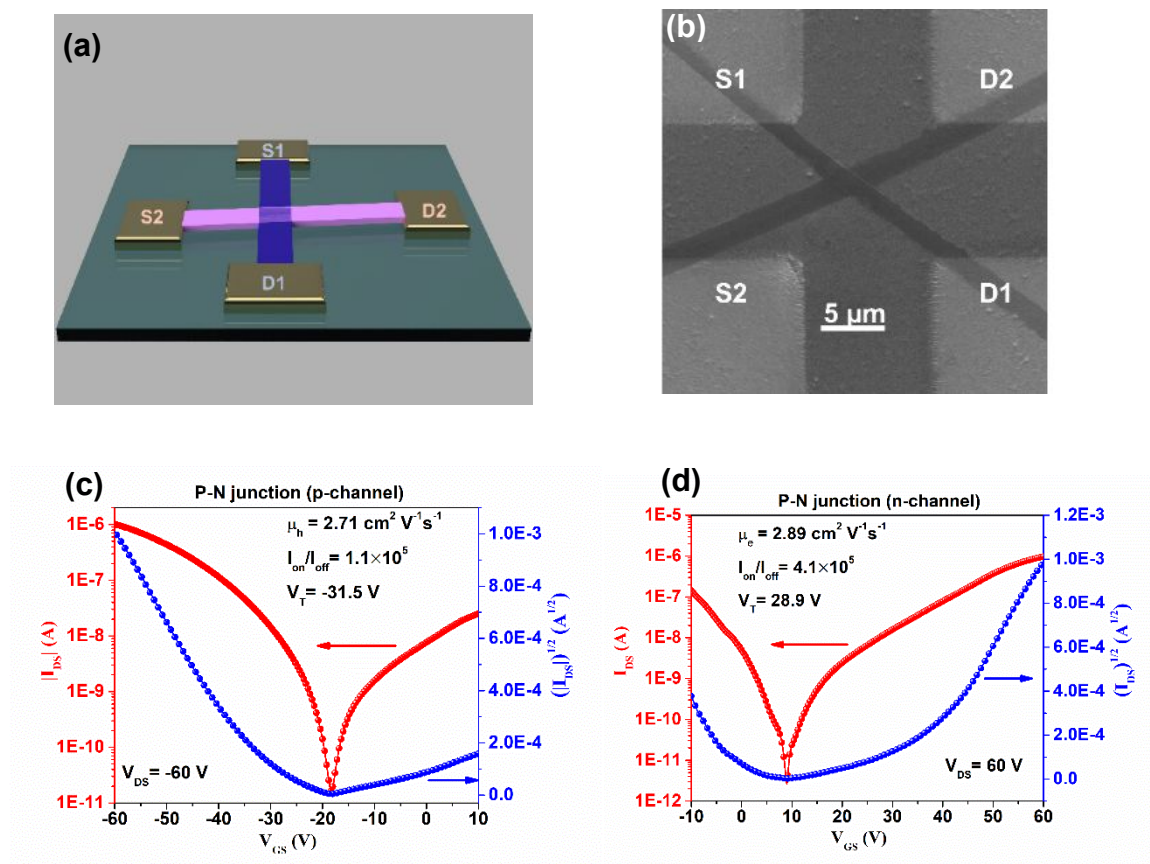 (a)
S1
S2
D2
D1
(b)
S1
D2
S2
D1
5 µm
(c)
P-N junction (p-channel)
μh = 2.71 cm² V⁻¹s⁻¹
Ion/Ioff= 1.1×10⁵
VT= -31.5 V
VDS= -60 V
1E-6
1E-7
1E-8
1E-9
1E-10
1E-11
|IDS| (A)
1.0E-3
8.0E-4
6.0E-4
4.0E-4
2.0E-4
0.0
(|IDS|)^1/2 (A^1/2)
-60 -50 -40 -30 -20 -10 0 10
VGS (V)
(d)
P-N junction (n-channel)
μe = 2.89 cm² V⁻¹s⁻¹
Ion/Ioff= 4.1×10⁵
VT= 28.9 V
VDS= 60 V
1E-5
1E-6
1E-7
1E-8
1E-9
1E-10
1E-11
1E-12
IDS (A)
1.2E-3
1.0E-3
8.0E-4
6.0E-4
4.0E-4
2.0E-4
0.0
(IDS)^1/2 (A^1/2)
-10 0 10 20 30 40 50 60
VGS (V)